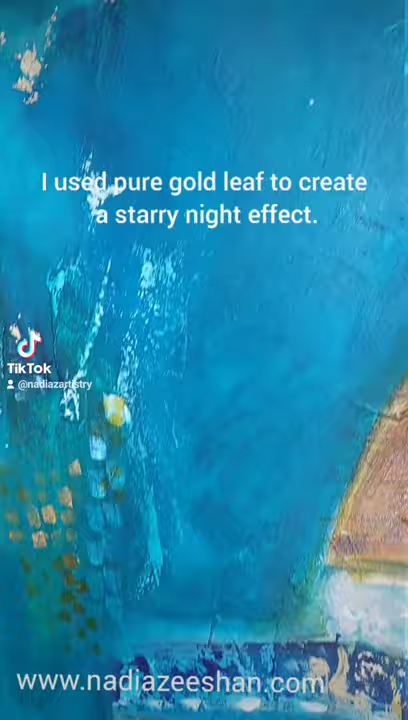 I used pure gold leaf to create
a starry night effect.
TikTok
@nadiazartistry
www.nadiazeeshan.com